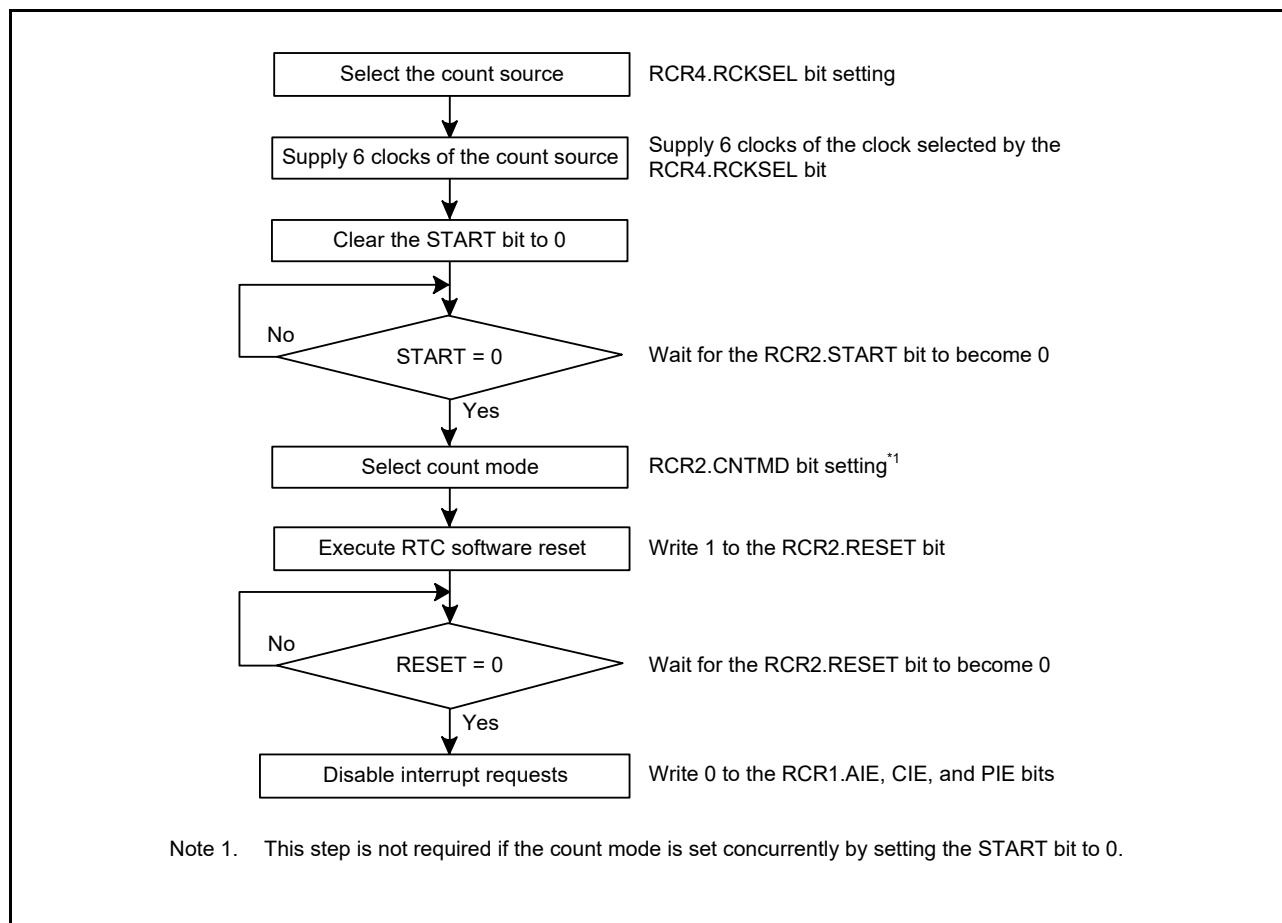 Select the count source
RCR4.RCKSEL bit setting
Supply 6 clocks of the count source
Supply 6 clocks of the clock selected by the
RCR4.RCKSEL bit
Clear the START bit to 0
No
START = 0
Wait for the RCR2.START bit to become 0
Yes
Select count mode
RCR2.CNTMD bit setting*1
Execute RTC software reset
Write 1 to the RCR2.RESET bit
No
RESET = 0
Wait for the RCR2.RESET bit to become 0
Yes
Disable interrupt requests
Write 0 to the RCR1.AIE, CIE, and PIE bits
Note 1. This step is not required if the count mode is set concurrently by setting the START bit to 0.